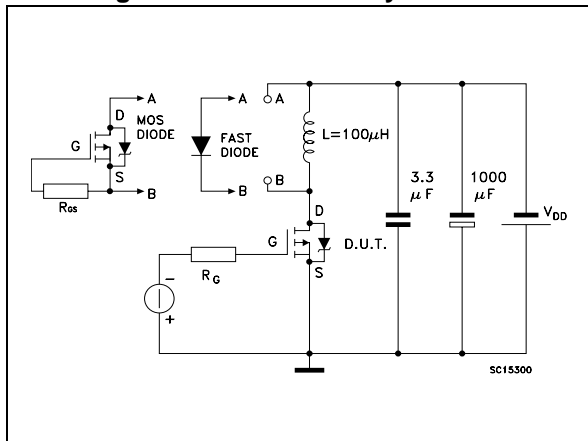 A
D
MOS
DIODE
G
S
B
RGS
A
FAST
DIODE
B
A
L=100µH
B
D
G
D.U.T.
S
RG
-
+
3.3
µF
1000
µF
VDD
SC15300